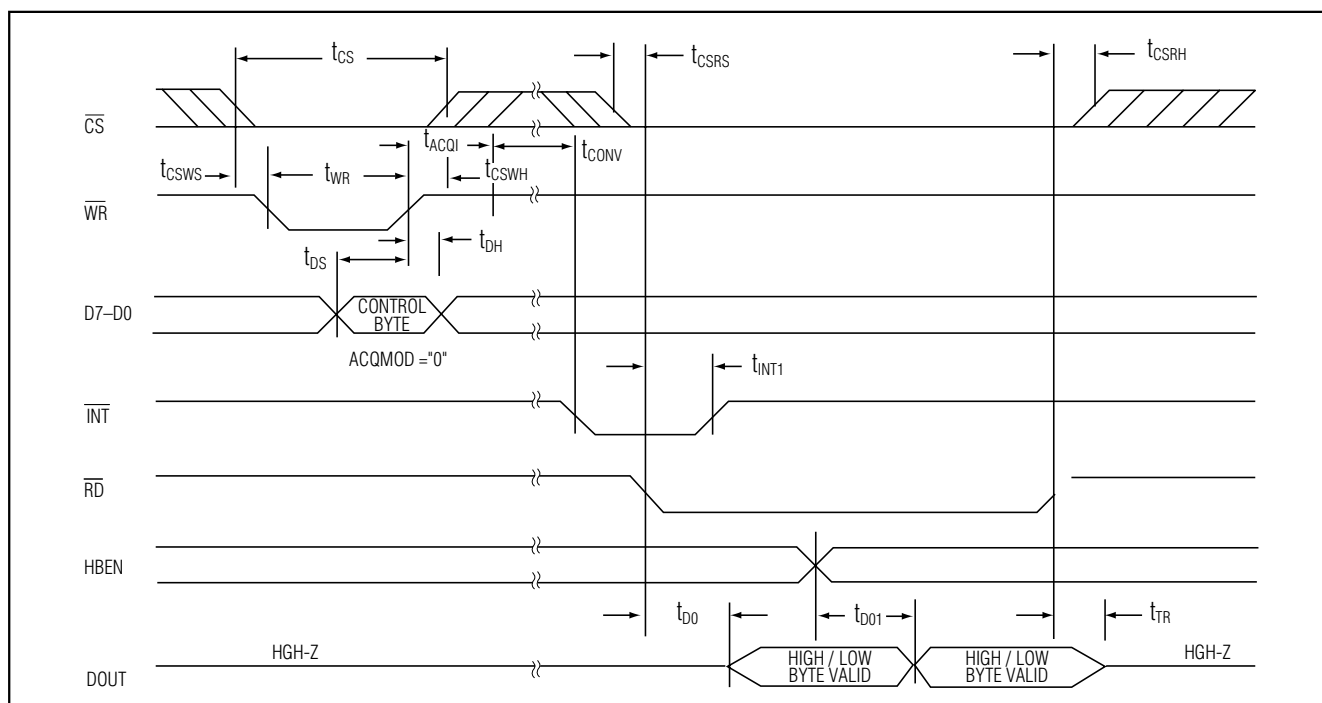 tCS
tCSRS
tCSRH
CS
tACQI
tCONV
tCSWS
tWR
tCSWH
WR
tDH
tDS
D7–D0
CONTROL
BYTE
ACQMOD ="0"
tINT1
INT
RD
HBEN
tD0
tD01
tTR
HGH-Z
HIGH / LOW
BYTE VALID
HIGH / LOW
BYTE VALID
HGH-Z
DOUT